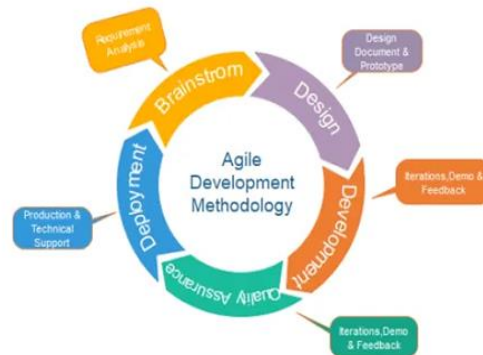 Requirement
Analysis
Brainstrom
Design
Document &
Prototype
Design
Agile
Development
Methodology
Iterations,Demo &
Feedback
Development
Production &
Technical
Support
Deployment
Quality Assurance
Iterations,Demo
& Feedback